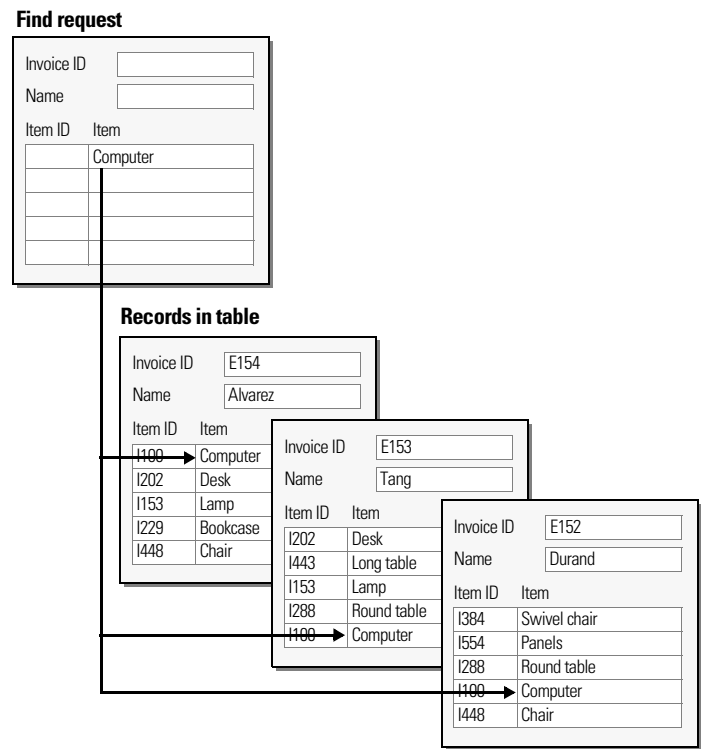 Find request
Invoice ID
Name
Item ID Item
Computer
Records in table
Invoice ID E154
Name Alvarez
Item ID Item
I100 Computer
I202 Desk
I153 Lamp
I229 Bookcase
I448 Chair
Invoice ID E153
Name Tang
Item ID Item
I202 Desk
I443 Long table
I153 Lamp
I288 Round table
I100 Computer
Invoice ID E152
Name Durand
Item ID Item
I384 Swivel chair
I554 Panels
I288 Round table
I100 Computer
I448 Chair